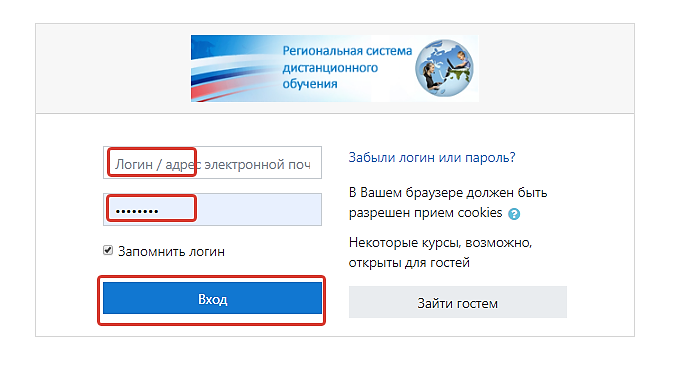 Региональная система
дистанционного
обучения
Логин / адрес электронной поч
••••••••
Запомнить логин
Вход
Забыли логин или пароль?
В Вашем браузере должен быть
разрешен прием cookies ?
Некоторые курсы, возможно,
открыты для гостей
Зайти гостем